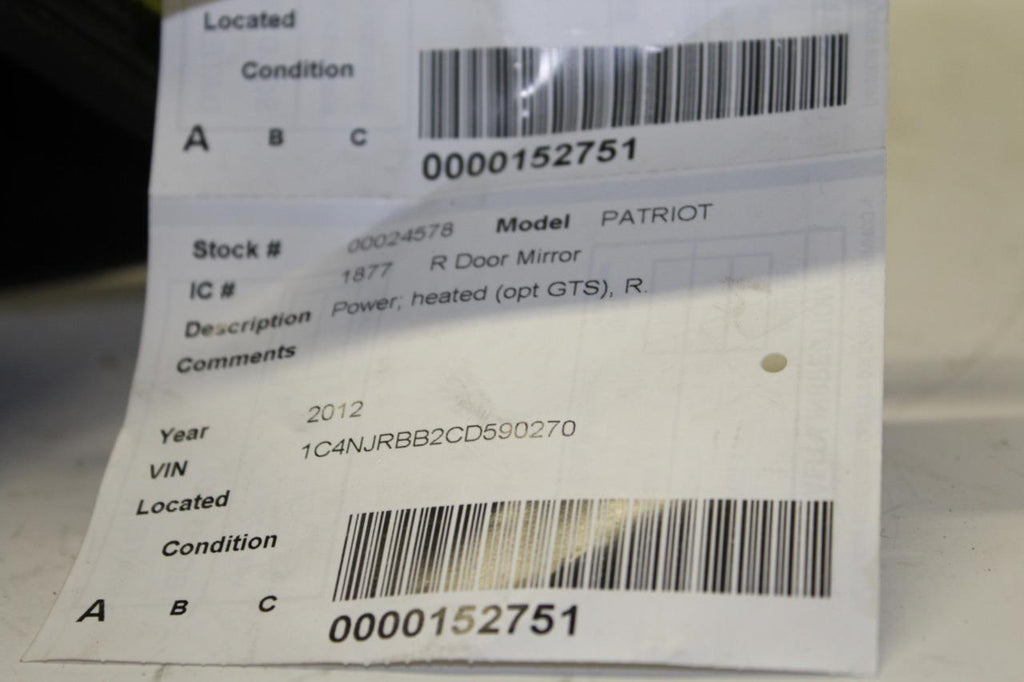 Located
Condition
A B C
0000152751
Stock # 00024578 Model PATRIOT
IC # 1877 R Door Mirror
Description Power, heated (opt GTS), R.
Comments
Year 2012
VIN 1C4NJRBB2CD590270
Located
Condition
A B C
0000152751